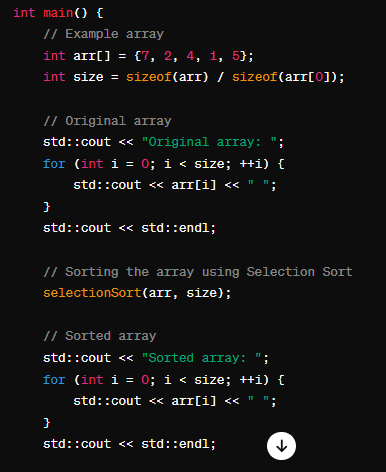 int main() {
    // Example array
    int arr[] = {7, 2, 4, 1, 5};
    int size = sizeof(arr) / sizeof(arr[0]);

    // Original array
    std::cout << "Original array: ";
    for (int i = 0; i < size; ++i) {
        std::cout << arr[i] << " ";
    }
    std::cout << std::endl;

    // Sorting the array using Selection Sort
    selectionSort(arr, size);

    // Sorted array
    std::cout << "Sorted array: ";
    for (int i = 0; i < size; ++i) {
        std::cout << arr[i] << " ";
    }
    std::cout << std::endl;